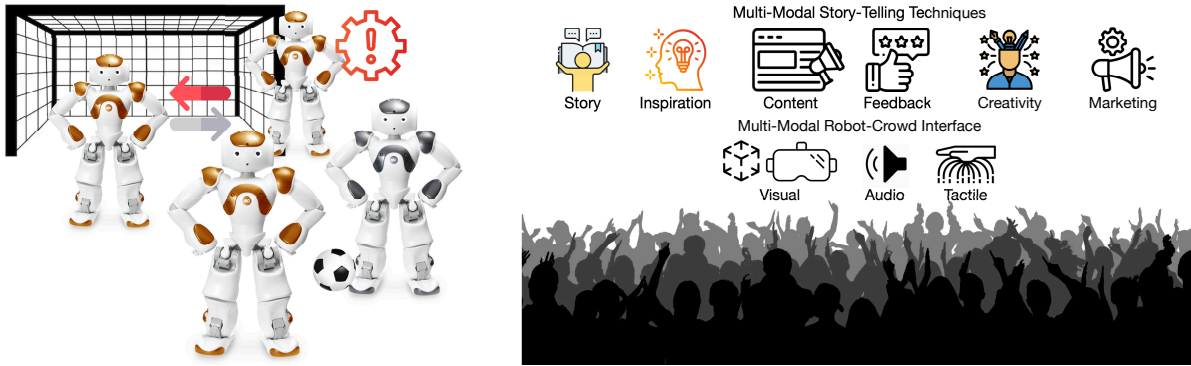 Multi-Modal Story-Telling Techniques
Story Inspiration Content Feedback Creativity Marketing
Multi-Modal Robot-Crowd Interface
Visual Audio Tactile